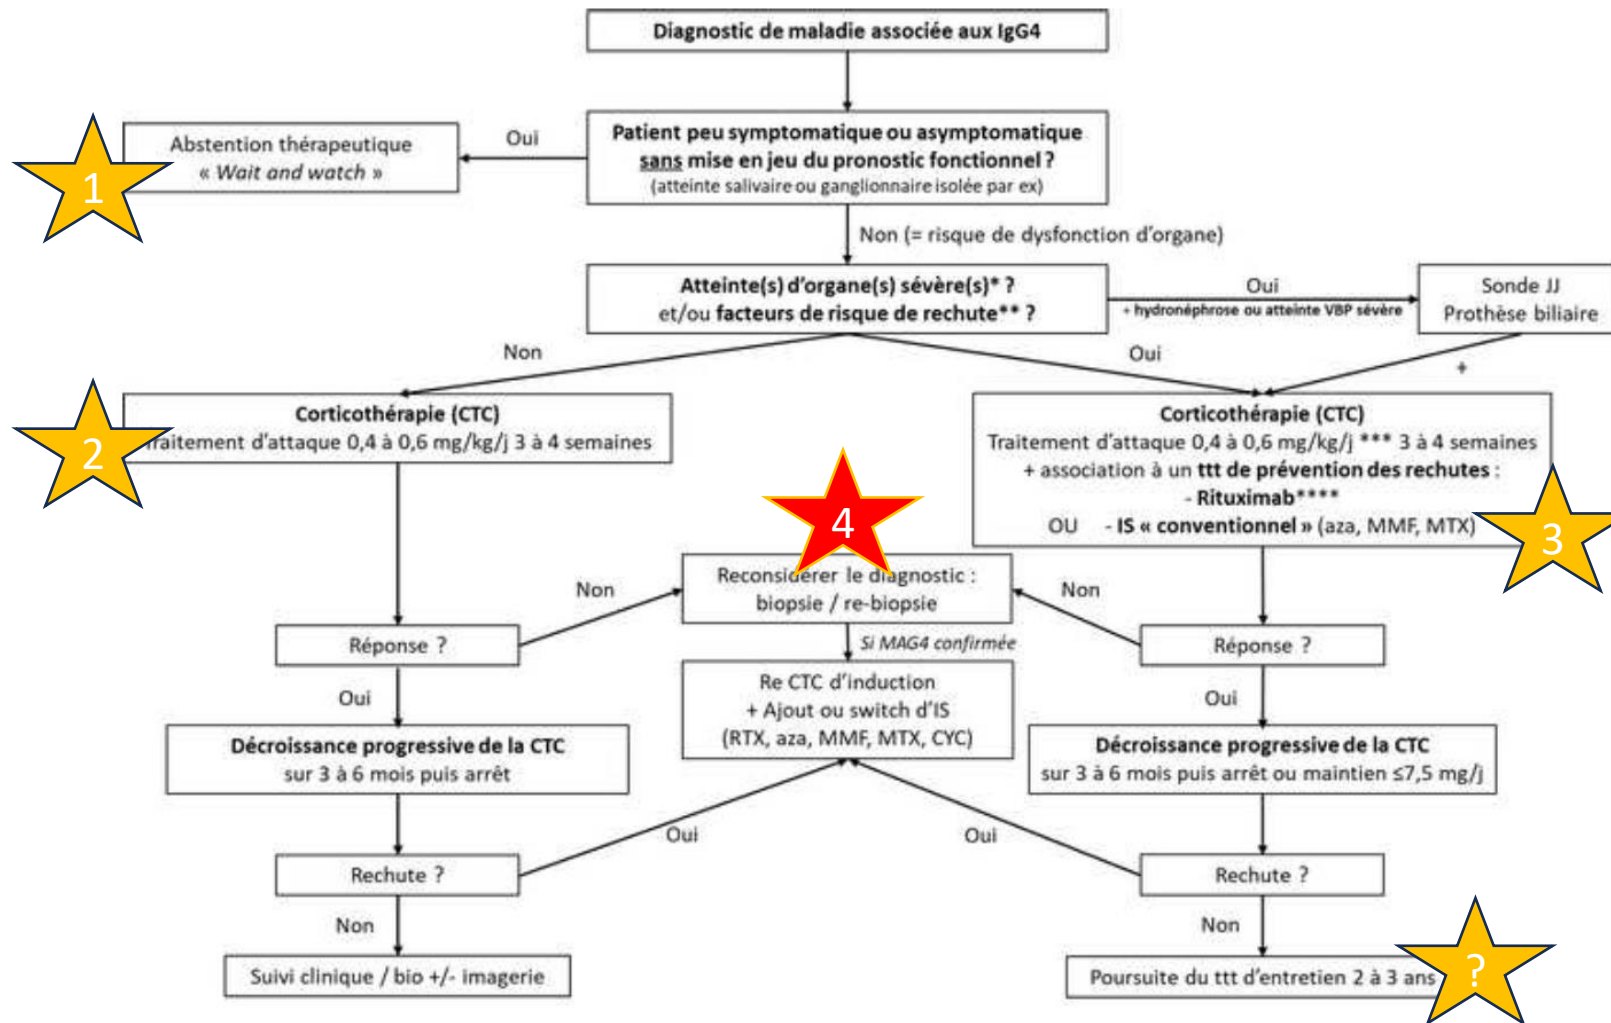 Diagnostic de maladie associée aux IgG4
Patient peu symptomatique ou asymptomatique
sans mise en jeu du pronostic fonctionnel ?
(atteinte salivaire ou ganglionnaire isolée par ex)
Oui
Abstention thérapeutique
« Wait and watch »
1
Non (= risque de dysfonction d'organe)
Atteinte(s) d'organe(s) sévère(s)* ?
et/ou facteurs de risque de rechute** ?
Oui
+ hydronéphrose ou atteinte VBP sévère
Sonde JJ
Prothèse biliaire
+
Non
Oui
Corticothérapie (CTC)
Traitement d'attaque 0,4 à 0,6 mg/kg/j 3 à 4 semaines
2
Corticothérapie (CTC)
Traitement d'attaque 0,4 à 0,6 mg/kg/j *** 3 à 4 semaines
+ association à un ttt de prévention des rechutes :
- Rituximab****
OU - IS « conventionnel » (aza, MMF, MTX)
3
4
Reconsidérer le diagnostic :
biopsie / re-biopsie
Non
Non
Réponse ?
Réponse ?
Si MAG4 confirmée
Re CTC d'induction
+ Ajout ou switch d'IS
(RTX, aza, MMF, MTX, CYC)
Oui
Oui
Décroissance progressive de la CTC
sur 3 à 6 mois puis arrêt
Décroissance progressive de la CTC
sur 3 à 6 mois puis arrêt ou maintien ≤7,5 mg/j
Oui
Oui
Rechute ?
Rechute ?
Non
Non
Suivi clinique / bio +/- imagerie
Poursuite du ttt d'entretien 2 à 3 ans
?